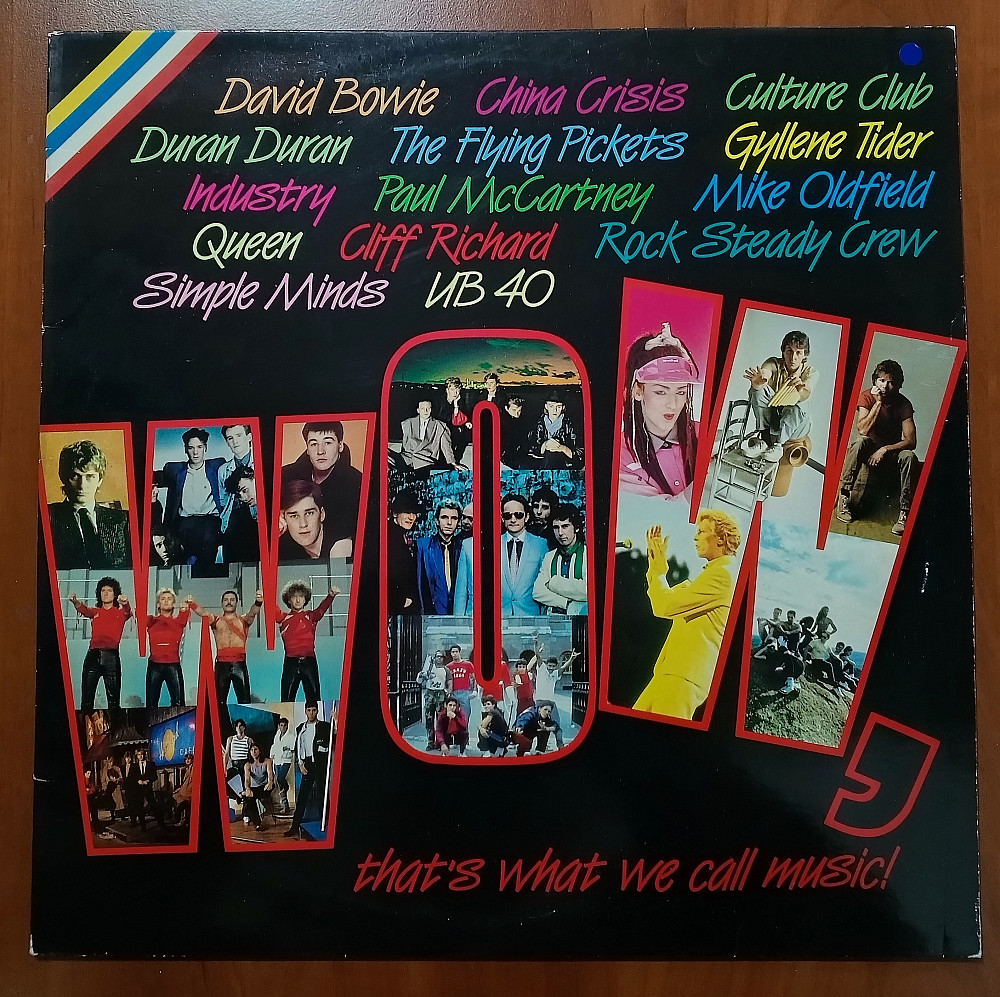 David Bowie China Crisis Culture Club
Duran Duran The Flying Pickets Gyllene Tider
Industry Paul McCartney Mike Oldfield
Queen Cliff Richard Rock Steady Crew
Simple Minds UB 40
WOW,
that's what we call music!